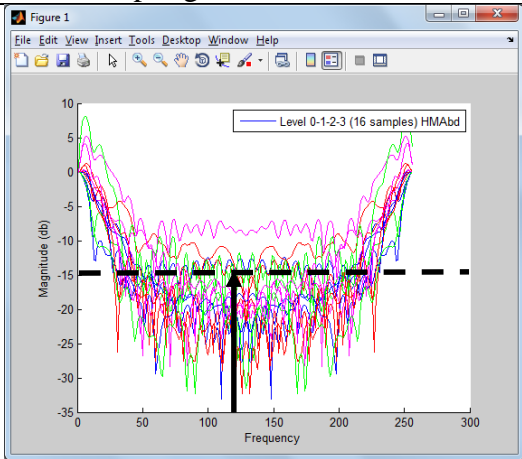 Figure 1
File Edit View Insert Tools Desktop Window Help
Level 0-1-2-3 (16 samples) HMAbd
10
5
0
-5
-10
-15
-20
-25
-30
-35
Magnitude (db)
0 50 100 150 200 250 300
Frequency